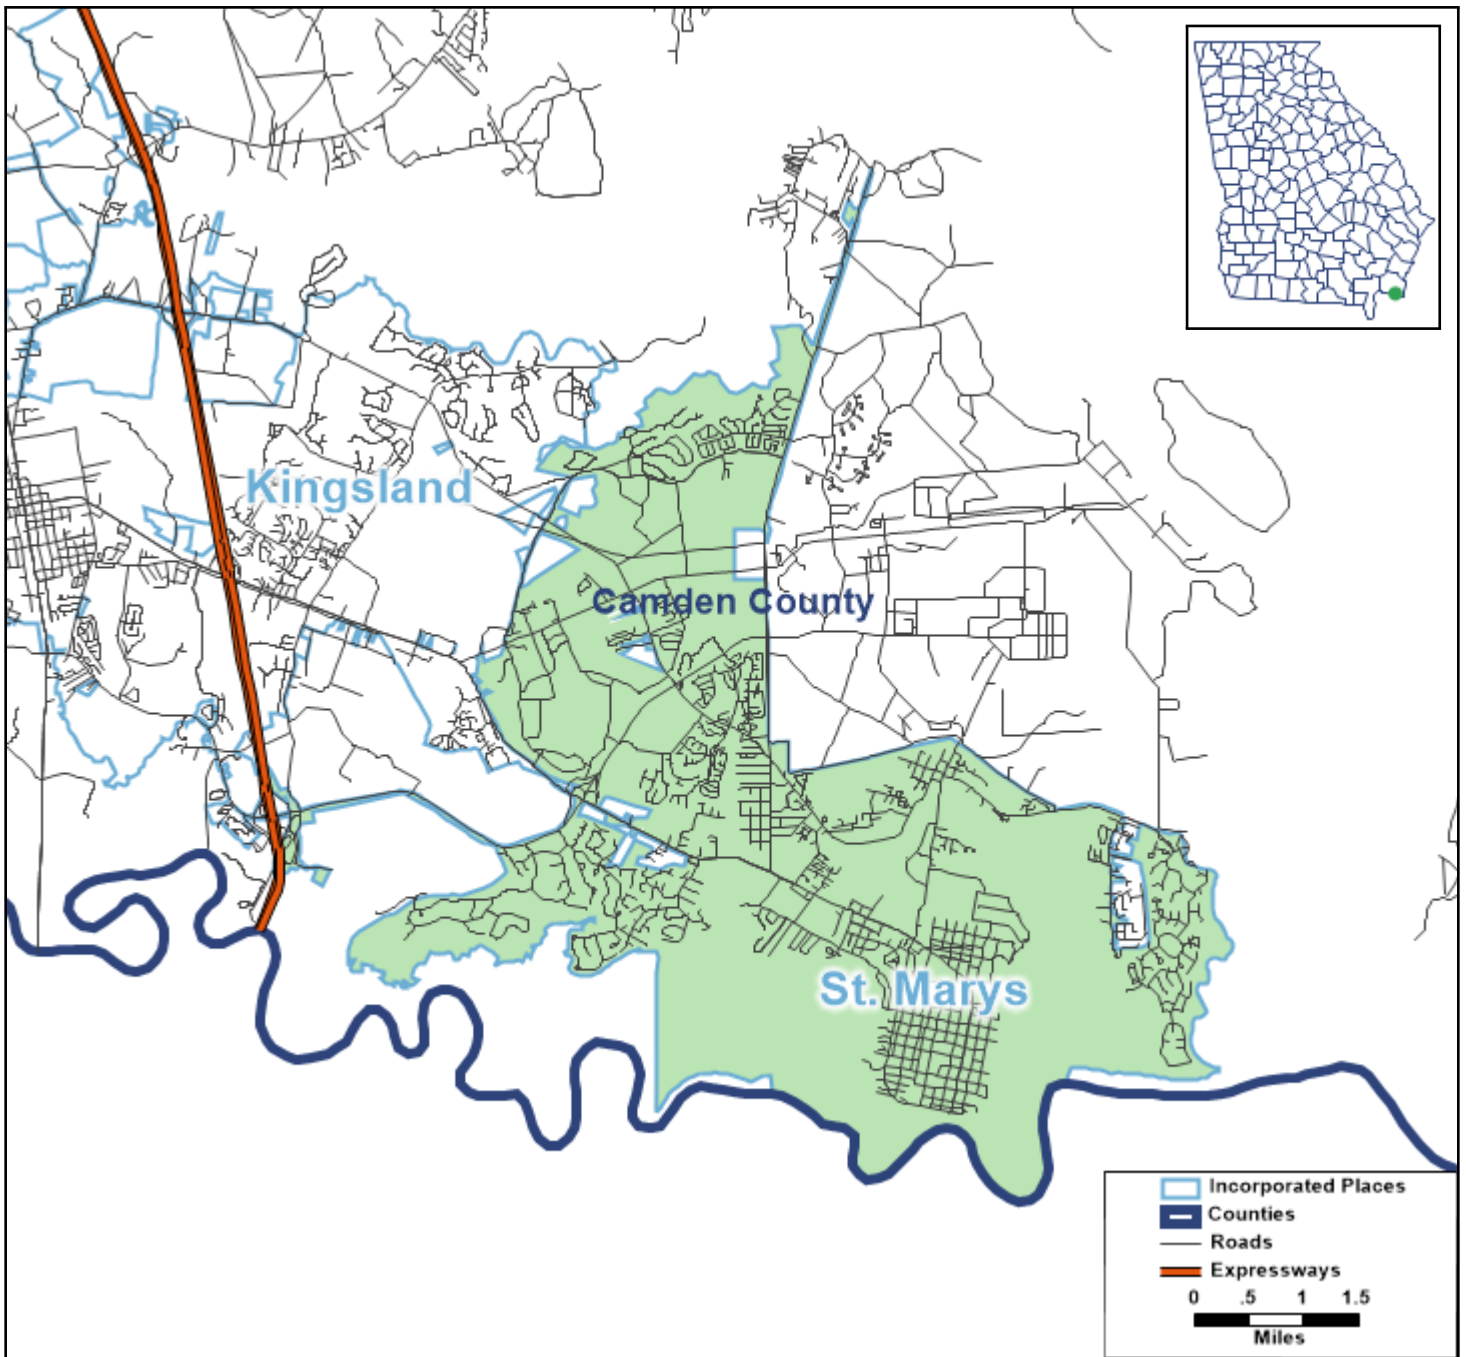 Kingsland
Camden County
St. Marys
Incorporated Places
Counties
Roads
Expressways
0 .5 1 1.5
Miles